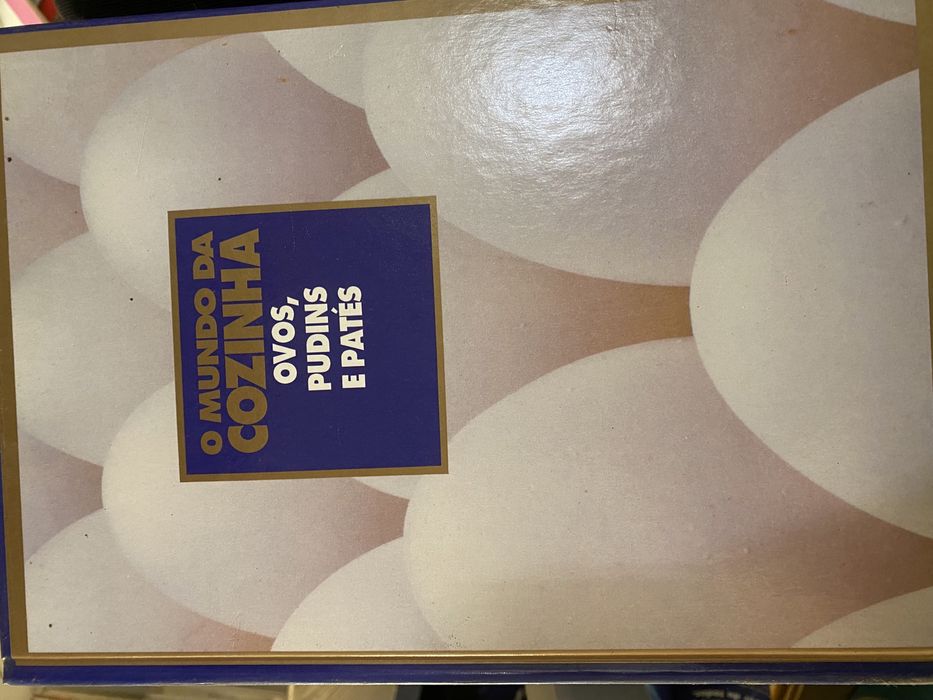 O MUNDO DA
COZINHA
OVOS,
PUDINS
E PATÉS